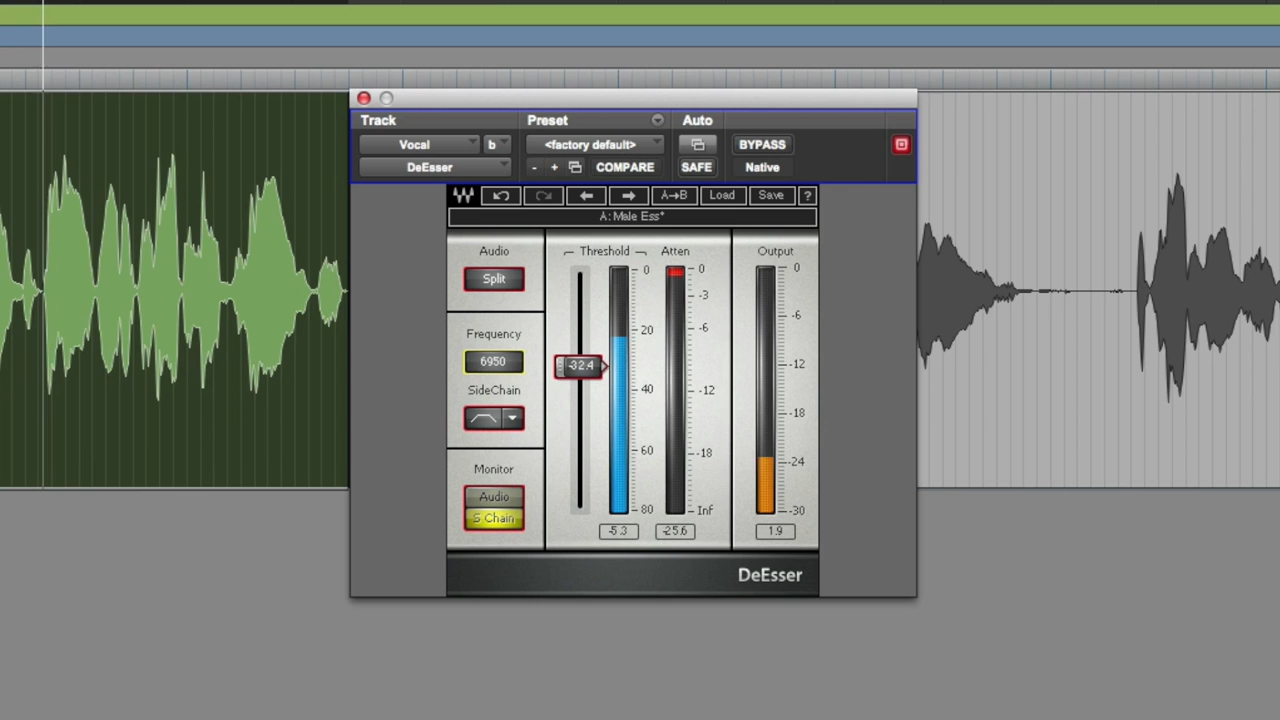 Track Preset Auto
Vocal b <factory default> BYPASS
DeEsser - + COMPARE SAFE Native
A→B Load Save ?
A: Male Ess*
Audio Threshold Atten Output
Split
0 0 0
-3
-6 -6
20
Frequency
6950
-12
SideChain
40 -12
-18
60 -18
-24
Monitor
Audio
S Chain
80 Inf -30
-5.3 -25.6 1.9
-32.4
DeEsser